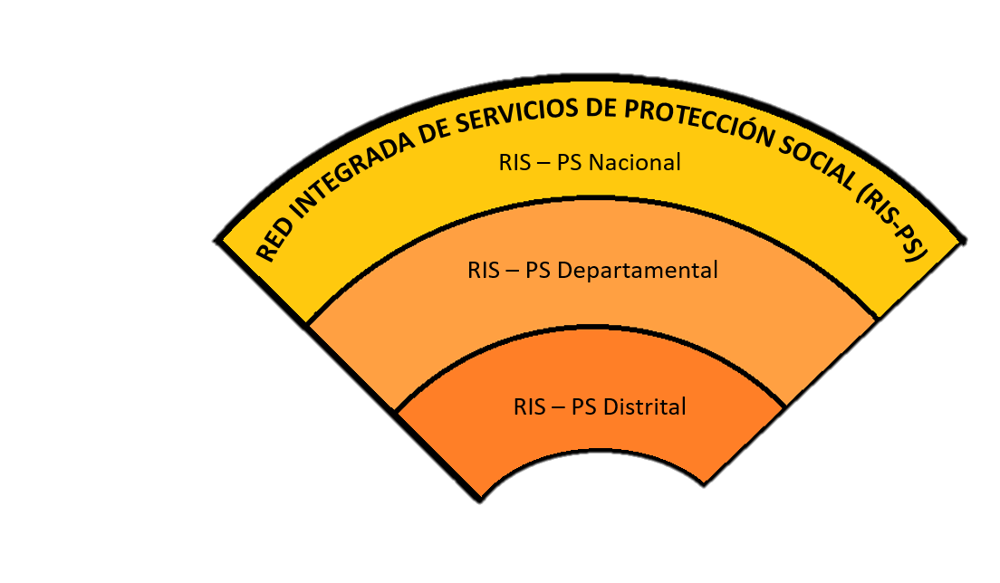 RED INTEGRADA DE SERVICIOS DE PROTECCIÓN SOCIAL (RIS-PS)
RIS – PS Nacional
RIS – PS Departamental
RIS – PS Distrital